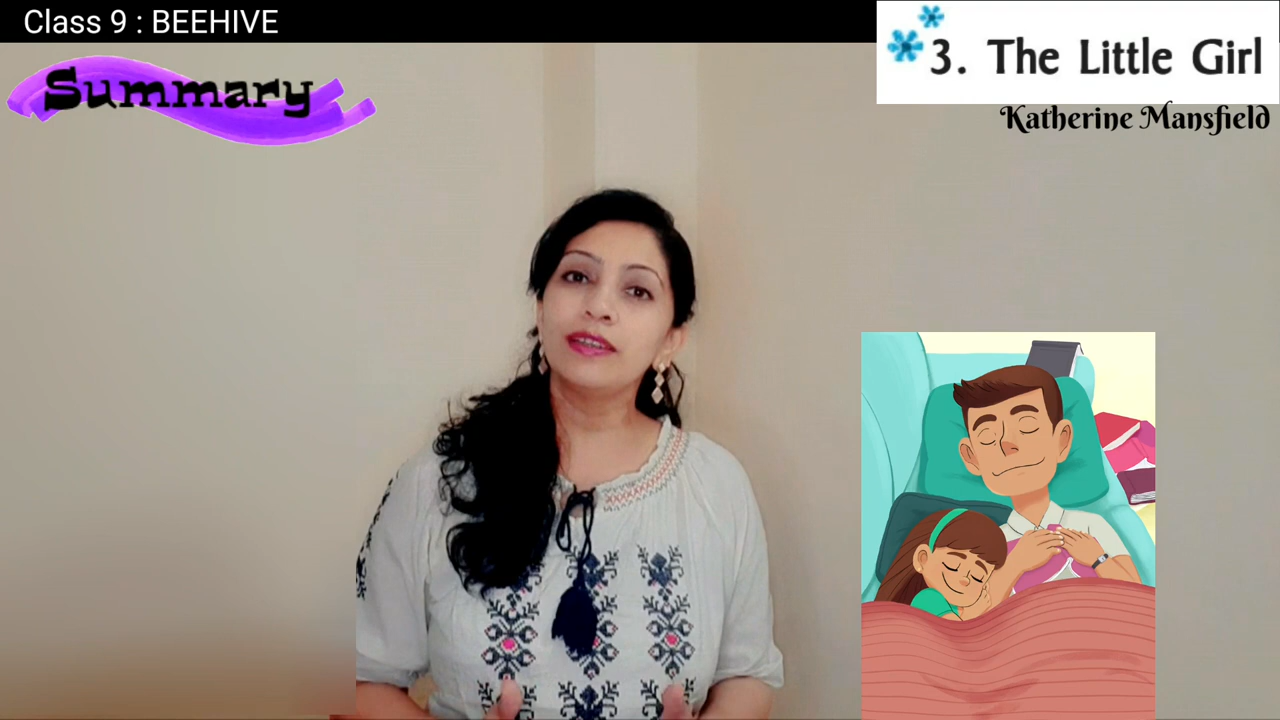 Class 9 : BEEHIVE
3. The Little Girl
Summary
Katherine Mansfield